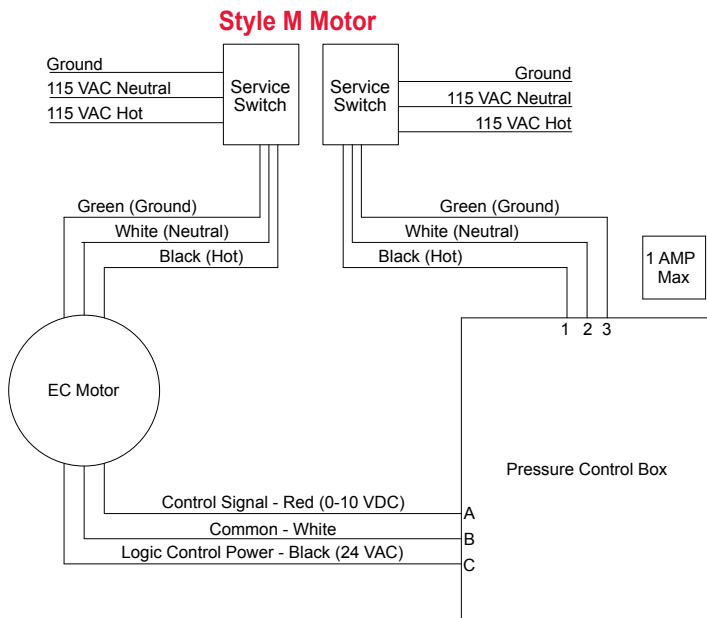 Style M Motor
Ground
115 VAC Neutral
115 VAC Hot
Service
Switch
Service
Switch
Ground
115 VAC Neutral
115 VAC Hot
Green (Ground)
White (Neutral)
Black (Hot)
Green (Ground)
White (Neutral)
Black (Hot)
1 AMP
Max
1 2 3
EC Motor
Pressure Control Box
Control Signal - Red (0-10 VDC)
A
Common - White
B
Logic Control Power - Black (24 VAC)
C